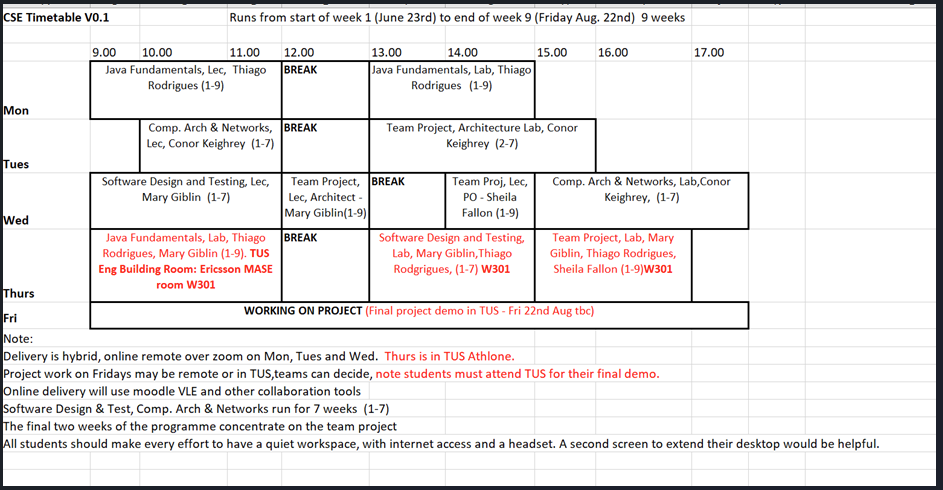 CSE Timetable V0.1 Runs from start of week 1 (June 23rd) to end of week 9 (Friday Aug. 22nd) 9 weeks
9.00 10.00 11.00 12.00 13.00 14.00 15.00 16.00 17.00
Mon
Java Fundamentals, Lec, Thiago
Rodrigues (1-9)
BREAK
Java Fundamentals, Lab, Thiago
Rodrigues (1-9)
Tues
Comp. Arch & Networks,
Lec, Conor Keighrey (1-7)
BREAK
Team Project, Architecture Lab, Conor
Keighrey (2-7)
Wed
Software Design and Testing, Lec,
Mary Giblin (1-7)
Team Project,
Lec, Architect -
Mary Giblin(1-9)
BREAK
Team Proj, Lec,
PO - Sheila
Fallon (1-9)
Comp. Arch & Networks, Lab,Conor
Keighrey, (1-7)
Thurs
Java Fundamentals, Lab, Thiago
Rodrigues, Mary Giblin (1-9). TUS
Eng Building Room: Ericsson MASE
room W301
BREAK
Software Design and Testing,
Lab, Mary Giblin,Thiago
Rodgrigues, (1-7) W301
Team Project, Lab, Mary
Giblin, Thiago Rodrigues,
Sheila Fallon (1-9)W301
Fri
WORKING ON PROJECT (Final project demo in TUS - Fri 22nd Aug tbc)
Note:
Delivery is hybrid, online remote over zoom on Mon, Tues and Wed. Thurs is in TUS Athlone.
Project work on Fridays may be remote or in TUS,teams can decide, note students must attend TUS for their final demo.
Online delivery will use moodle VLE and other collaboration tools
Software Design & Test, Comp. Arch & Networks run for 7 weeks (1-7)
The final two weeks of the programme concentrate on the team project
All students should make every effort to have a quiet workspace, with internet access and a headset. A second screen to extend their desktop would be helpful.